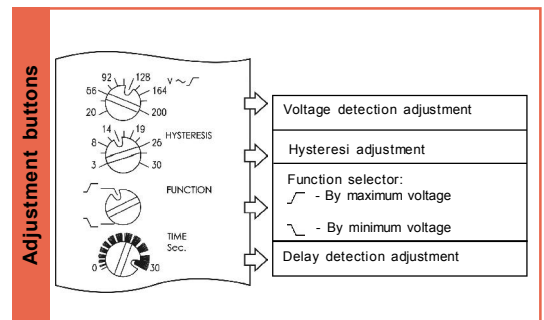 Adjustment buttons
92 128 V
56 164
20 200
14 19 HYSTERESIS
8 26
3 30
FUNCTION
TIME
Sec.
0 30
Voltage detection adjustment
Hysteresi adjustment
Function selector:
- By maximum voltage
- By minimum voltage
Delay detection adjustment